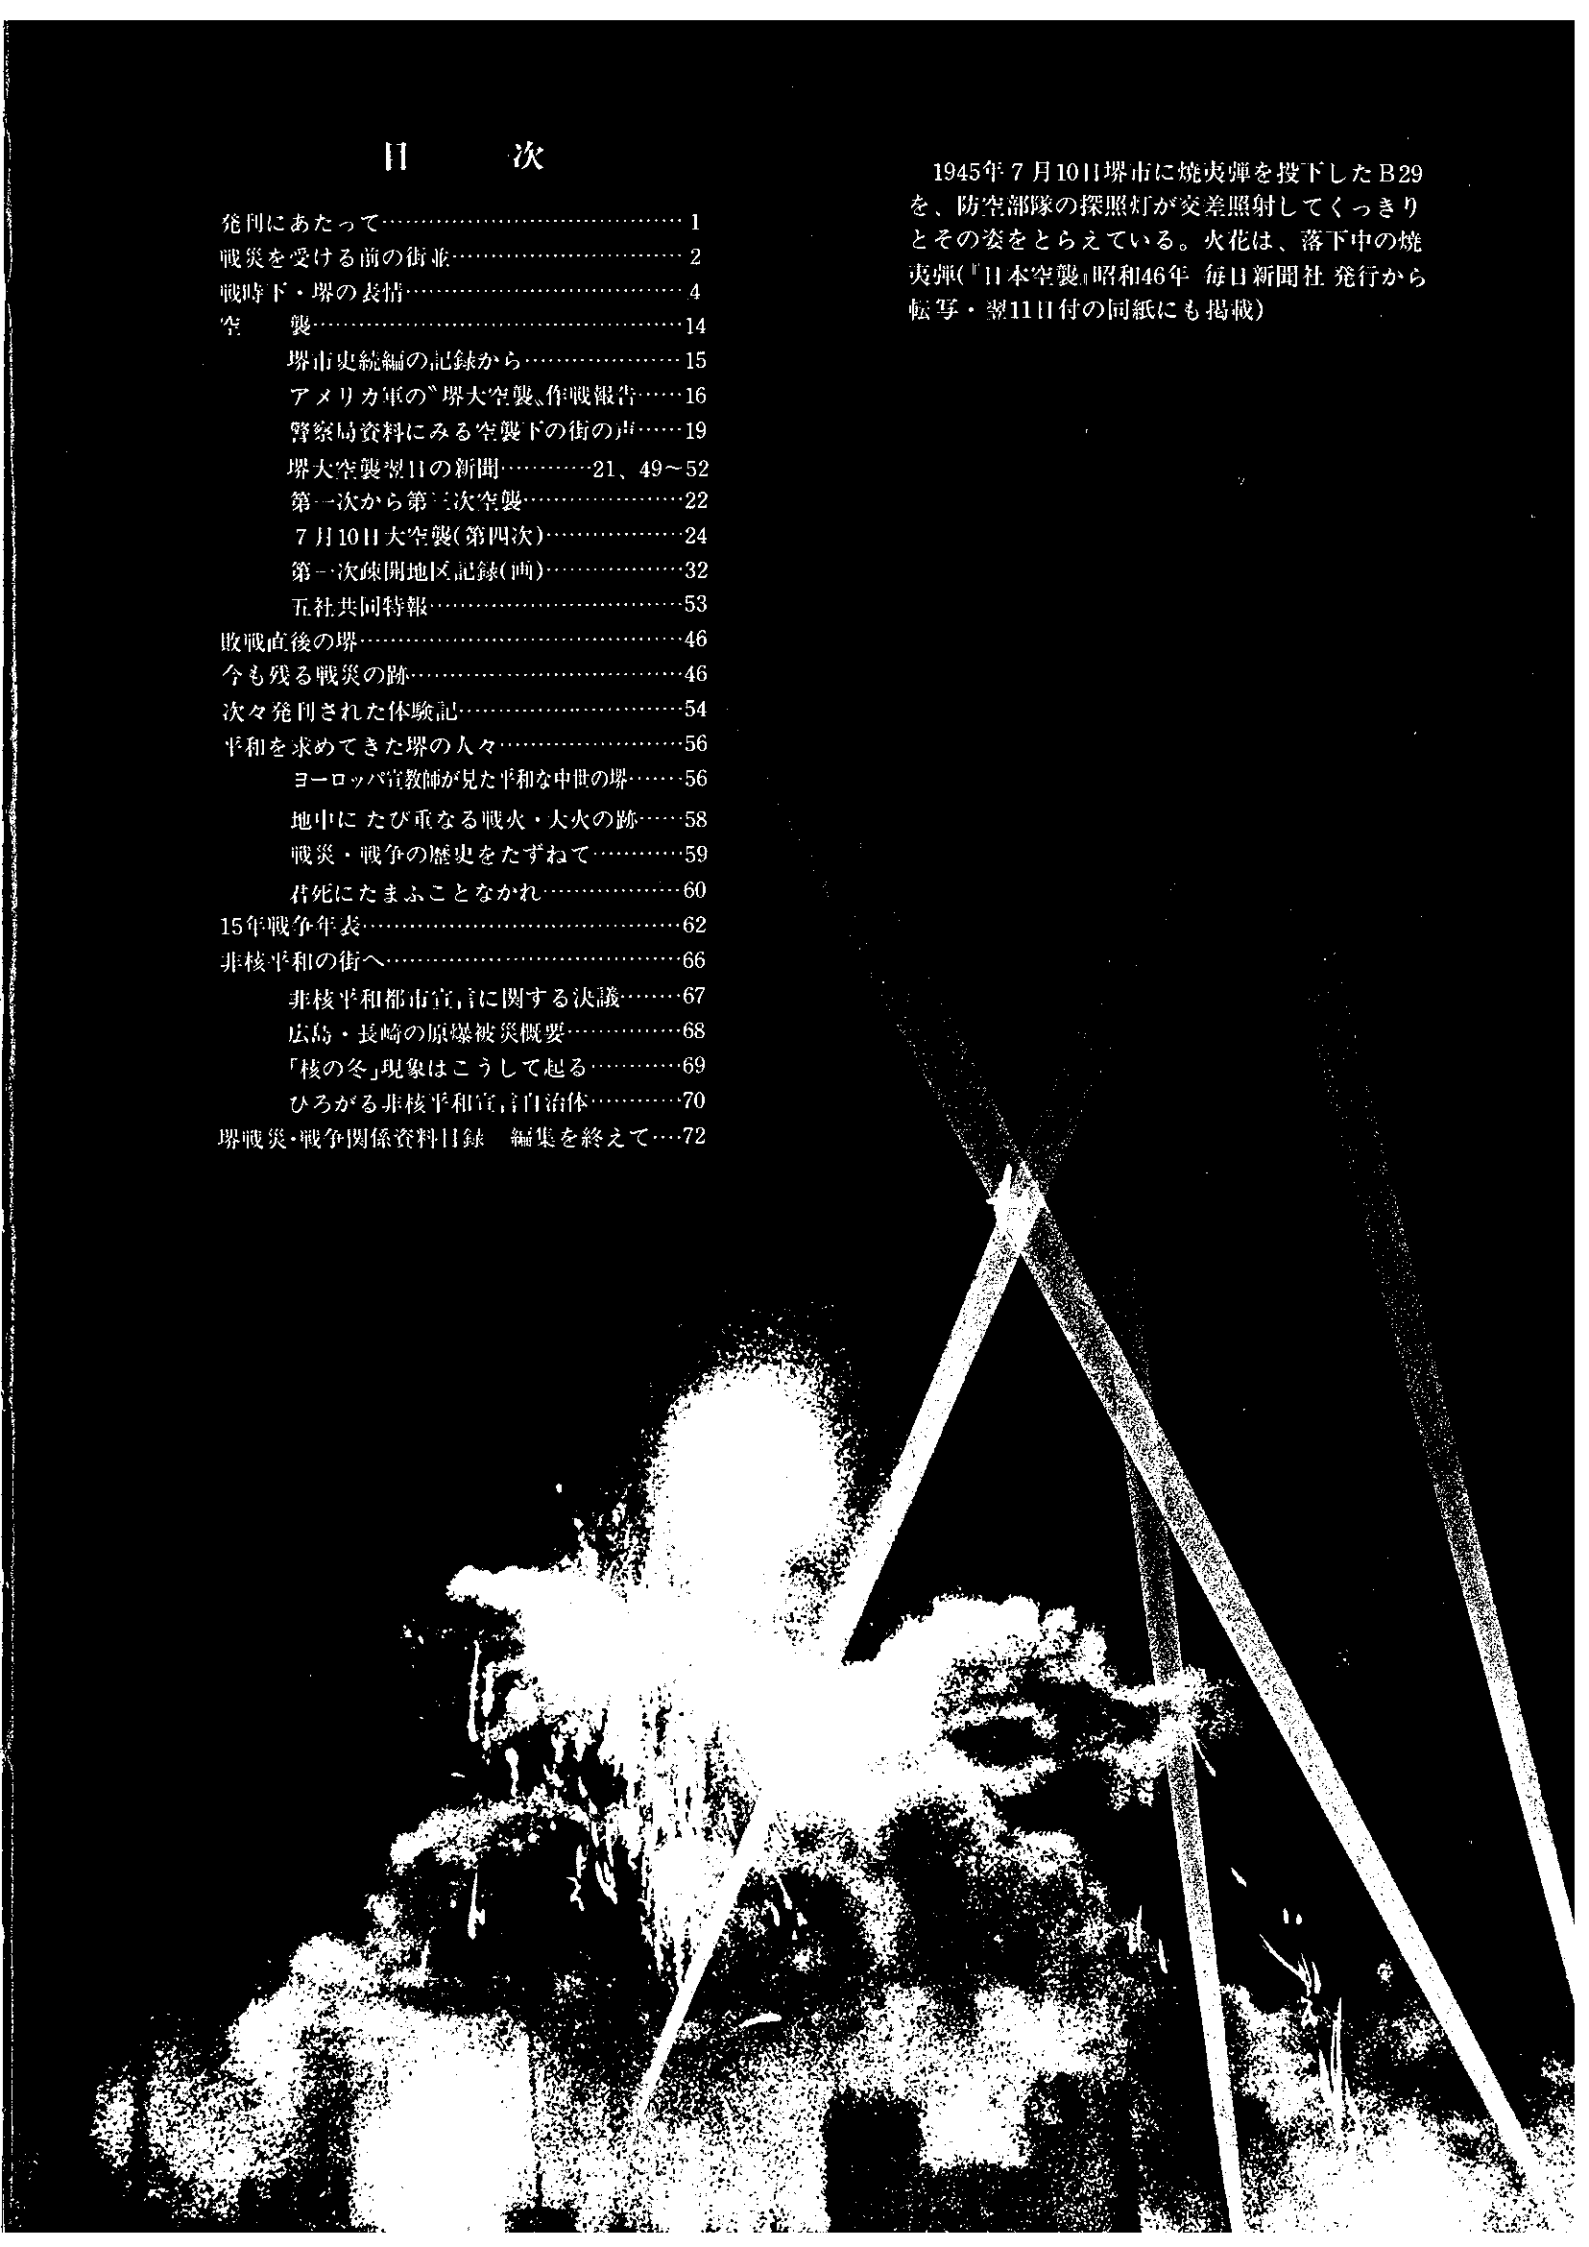 目　次
発刊にあたって……………………………… 1
戦災を受ける前の街並……………………… 2
戦時下・堺の表情…………………………… 4
空　　襲………………………………………14
堺市史続編の記録から…………………15
アメリカ軍の〝堺大空襲〟作戦報告……16
警察局資料にみる空襲下の街の声……19
堺大空襲翌日の新聞…………21、49〜52
第一次から第三次空襲…………………22
7月10日大空襲(第四次)………………24
第一次疎開地区記録(画)………………32
五社共同特報……………………………53
敗戦直後の堺…………………………………46
今も残る戦災の跡……………………………46
次々発刊された体験記………………………54
平和を求めてきた堺の人々…………………56
ヨーロッパ宣教師が見た平和な中世の堺……56
地中に たび重なる戦火・大火の跡……58
戦災・戦争の歴史をたずねて…………59
君死にたまふことなかれ………………60
15年戦争年表…………………………………62
非核平和の街へ………………………………66
非核平和都市宣言に関する決議………67
広島・長崎の原爆被災概要……………68
「核の冬」現象はこうして起る…………69
ひろがる非核平和宣言自治体…………70
堺戦災・戦争関係資料目録　編集を終えて…72
1945年7月10日堺市に焼夷弾を投下したB29
を、防空部隊の探照灯が交差照射してくっきり
とその姿をとらえている。火花は、落下中の焼
夷弾(『日本空襲』昭和46年 毎日新聞社 発行から
転写・翌11日付の同紙にも掲載)